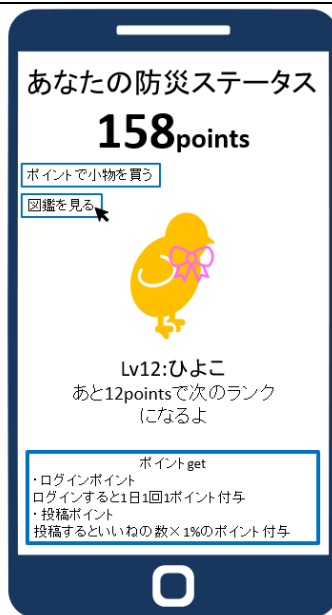 あなたの防災ステータス
158points
ポイントで小物を買う
図鑑を見る
Lv12:ひよこ
あと12pointsで次のランク
になるよ
ポイントget
・ログインポイント
ログインすると1日1回1ポイント付与
・投稿ポイント
投稿するといいねの数×1%のポイント付与